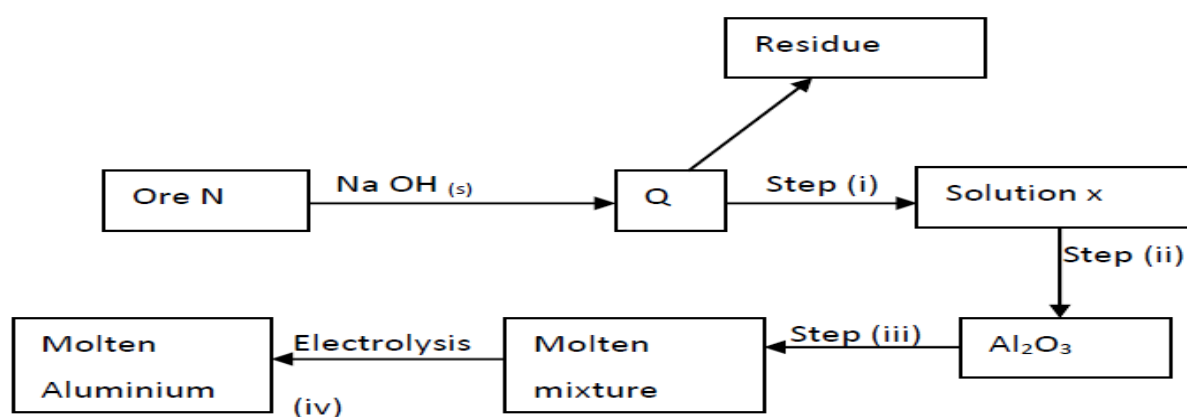 Residue
Ore N
Na OH (s)
Q
Step (i)
Solution x
Step (ii)
Molten
Aluminium
Electrolysis
(iv)
Molten
mixture
Step (iii)
Al₂O₃